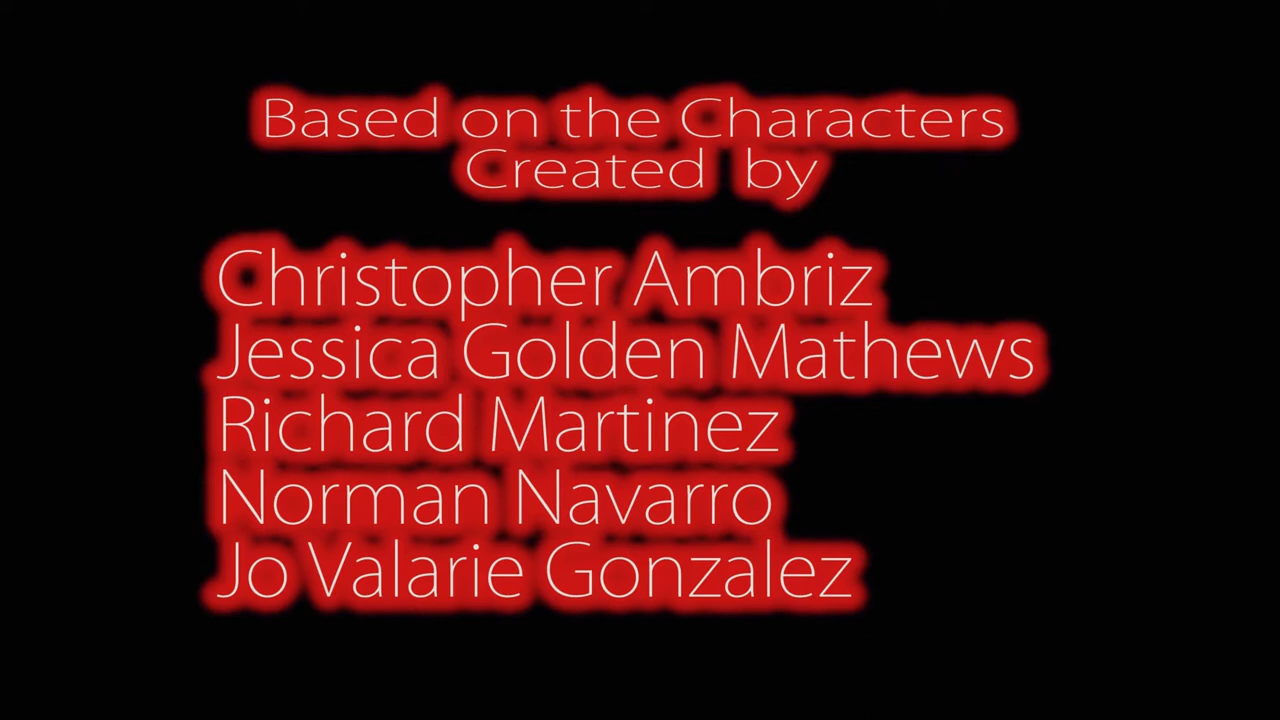 Based on the Characters
Created by
Christopher Ambriz
Jessica Golden Mathews
Richard Martinez
Norman Navarro
Jo Valarie Gonzalez